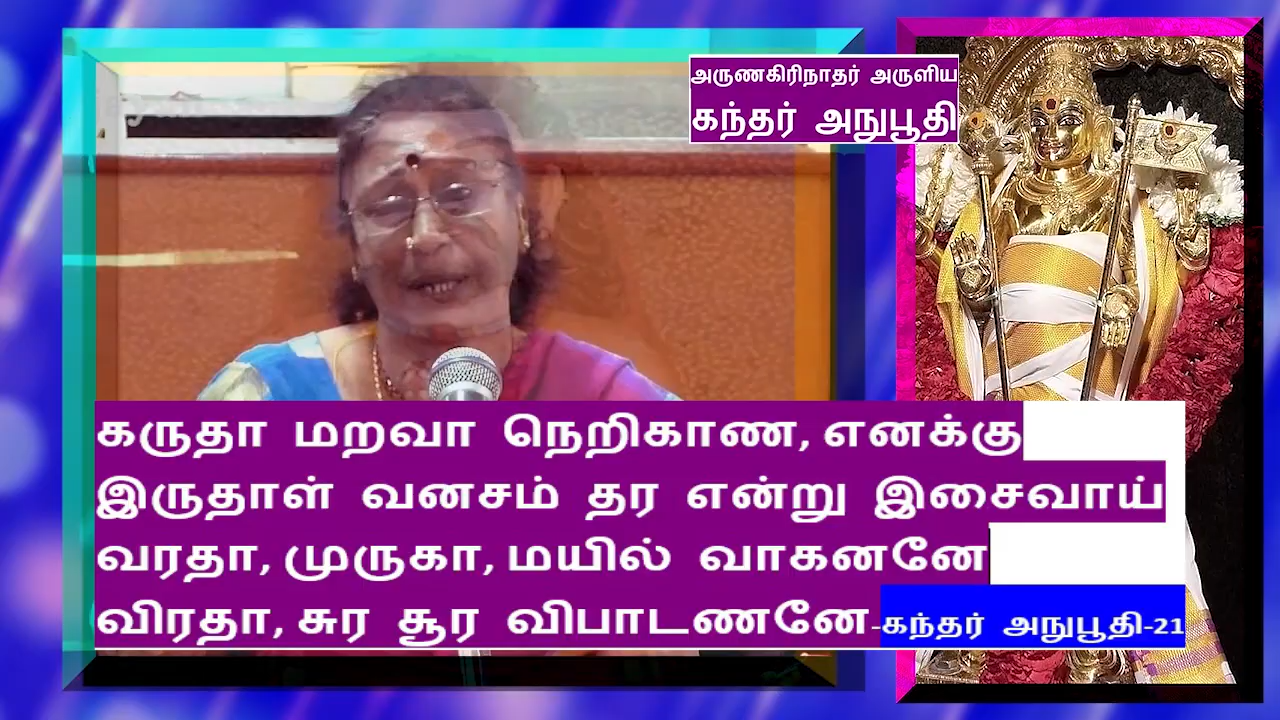 அருணகிரிநாதர் அருளிய
கந்தர் அநுபூதி
கருதா மறவா நெறிகாண, எனக்கு
இருதாள் வனசம் தர என்று இசைவாய்
வரதா, முருகா, மயில் வாகனனே
விரதா, சுர சூர விபாடணனே-கந்தர் அநுபூதி-21